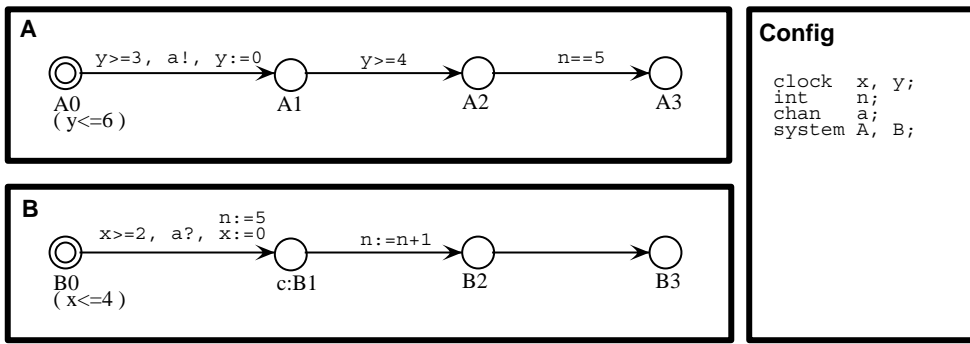 A
y>=3, a!, y:=0
y>=4
n==5
A0
A1
A2
A3
( y<=6 )
B
n:=5
x>=2, a?, x:=0
n:=n+1
B0
c:B1
B2
B3
( x<=4 )
Config
clock x, y;
int n;
chan a;
system A, B;